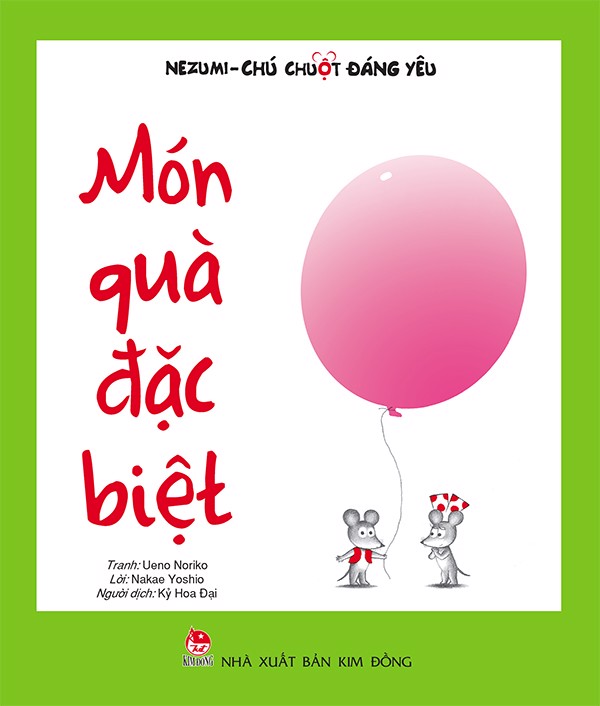 NEZUMI-CHÚ CHUỘT ĐÁNG YÊU
Món
quà
đặc
biệt
Tranh: Ueno Noriko
Lời: Nakae Yoshio
Người dịch: Kỷ Hoa Đại
KIM ĐỒNG
NHÀ XUẤT BẢN KIM ĐỒNG